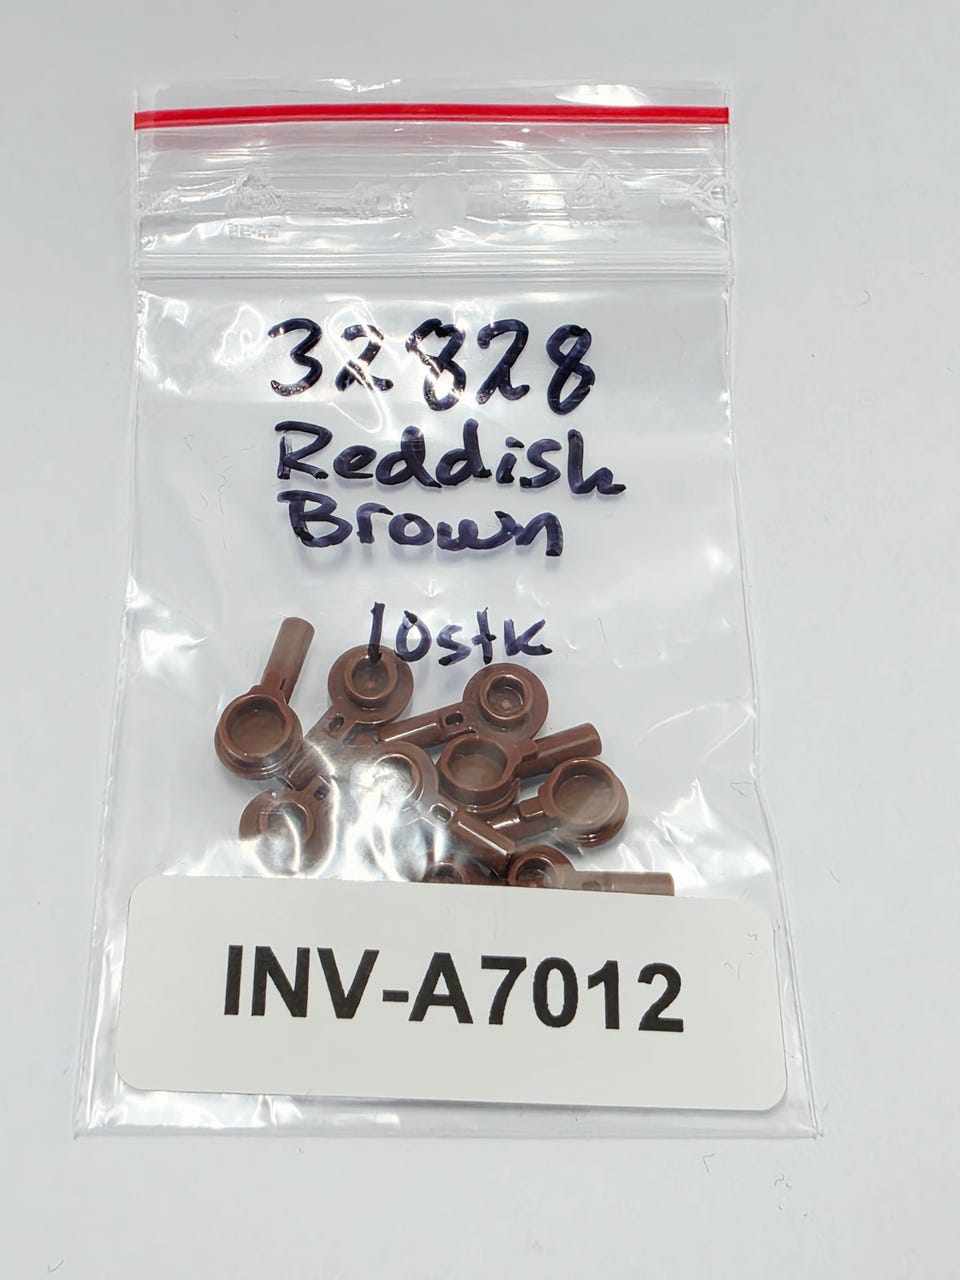 32828
Reddish
Brown
10stk
INV-A7012